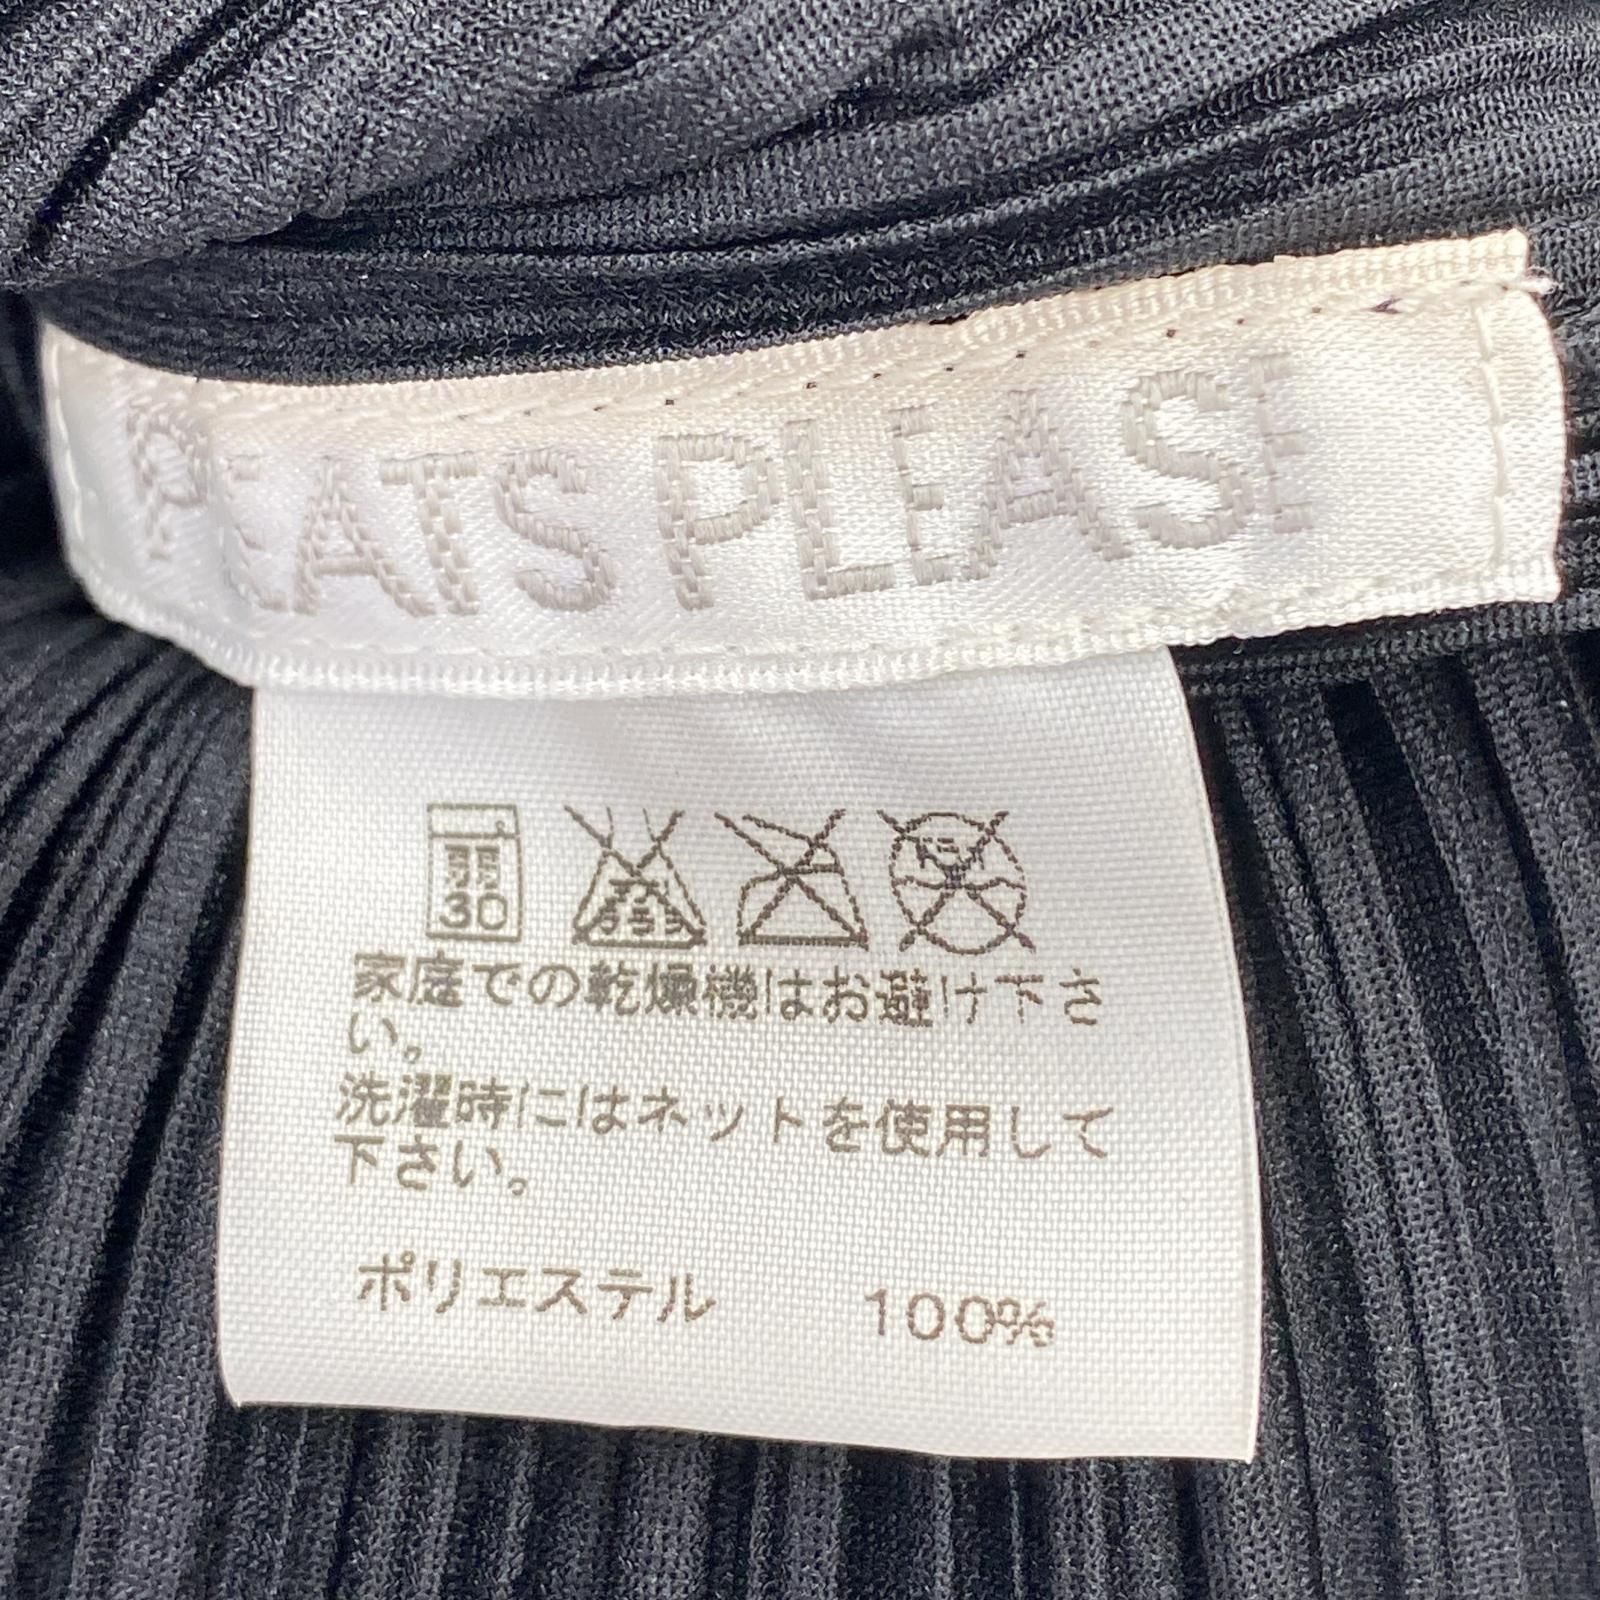 PLEATS PLEASE
30
家庭での乾燥機はお避け下さ
い。
洗濯時にはネットを使用して
下さい。
ポリエステル 100%